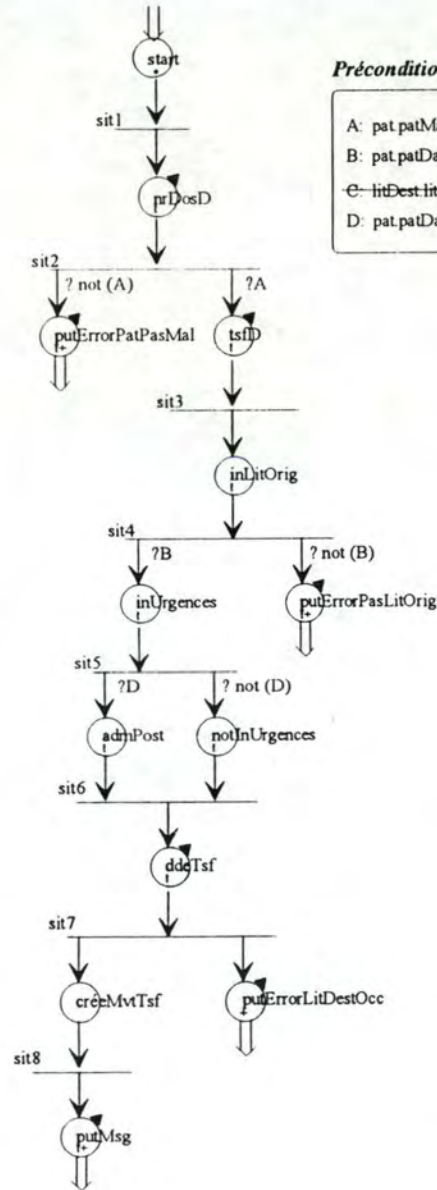 start
Précondition
sit1
A: pat.patMa
B: pat.patDa
C: litDest.lit
D: pat.patDa
prDosD
sit2
? not (A)
?A
putErrorPatPasMal
!+
tsfD
!
sit3
inLitOrig
!
sit4
?B
? not (B)
inUrgences
!
putErrorPasLitOrig
!+
sit5
?D
? not (D)
admPost
!
notInUrgences
!
sit6
ddeTsf
!
sit7
créeMvtTsf
putErrorLitDestOcc
+
sit8
putMsg
!+